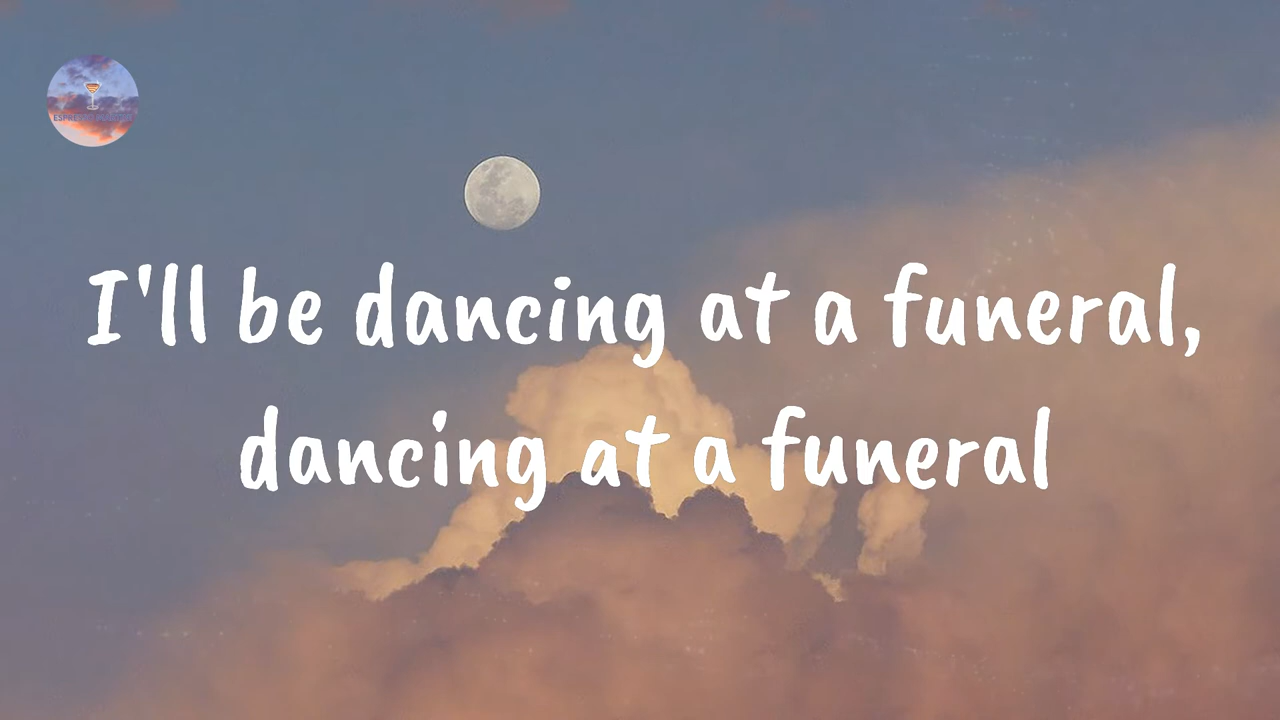 I'll be dancing at a funeral,
dancing at a funeral